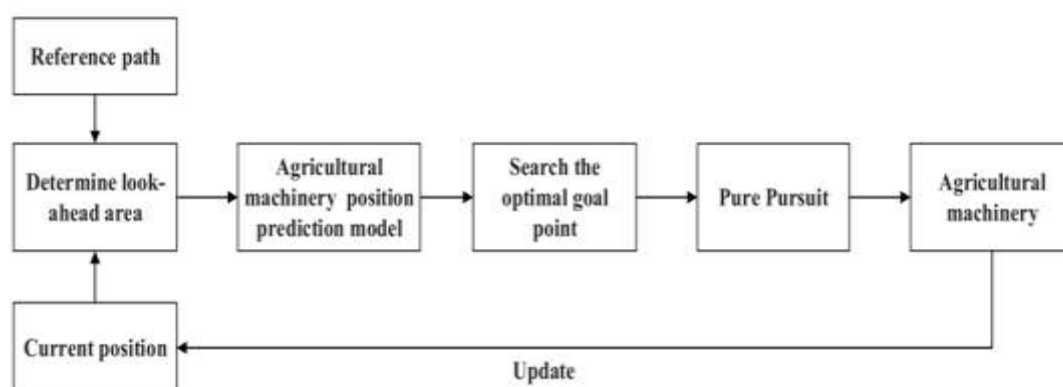 Reference path
Determine look-
ahead area
Agricultural
machinery position
prediction model
Search the
optimal goal
point
Pure Pursuit
Agricultural
machinery
Current position
Update